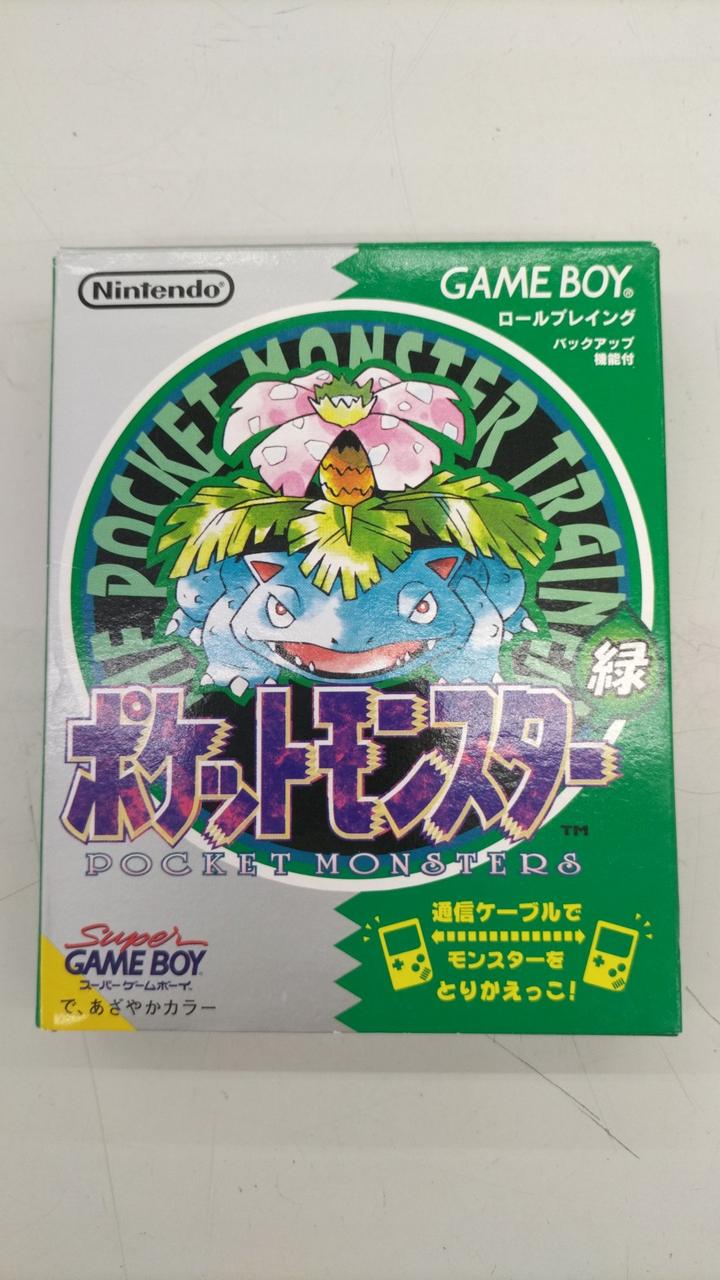 Nintendo®
GAME BOY®
ロールプレイング
バックアップ
機能付
POCKET MONSTER TRAINER
緑
ポケットモンスター
TM
POCKET MONSTERS
通信ケーブルで
モンスターを
とりかえっこ!
Super
GAME BOY
スーパーゲームボーイ
で、あざやかカラー